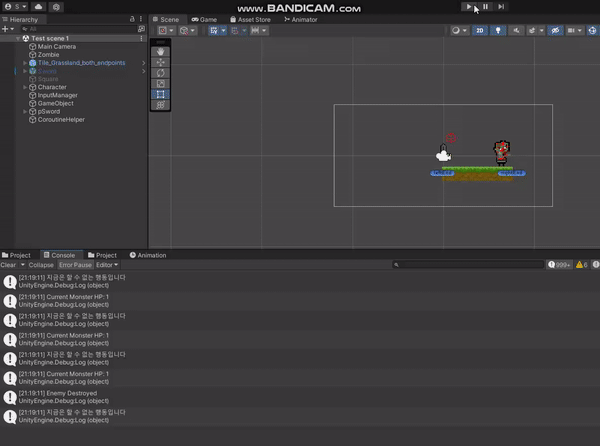 WWW.BANDICAM.COM
S
Hierarchy
Scene
Game
Asset Store
Animator
All
2D
Test scene 1
Main Camera
Zombie
Tile_Grassland_both_endpoints
Square
Character
InputManager
GameObject
pSword
CoroutineHelper
Project
Console
Project
Animation
Clear
Collapse
Error Pause
Editor
999+
6
[21:19:11] 지금은 할 수 없는 행동입니다
UnityEngine.Debug:Log (object)
[21:19:11] Current Monster HP: 1
UnityEngine.Debug:Log (object)
[21:19:11] 지금은 할 수 없는 행동입니다
UnityEngine.Debug:Log (object)
[21:19:11] Current Monster HP: 1
UnityEngine.Debug:Log (object)
[21:19:11] 지금은 할 수 없는 행동입니다
UnityEngine.Debug:Log (object)
[21:19:11] Current Monster HP: 1
UnityEngine.Debug:Log (object)
[21:19:11] Enemy Destroyed
UnityEngine.Debug:Log (object)
[21:19:11] 지금은 할 수 없는 행동입니다
UnityEngine.Debug:Log (object)